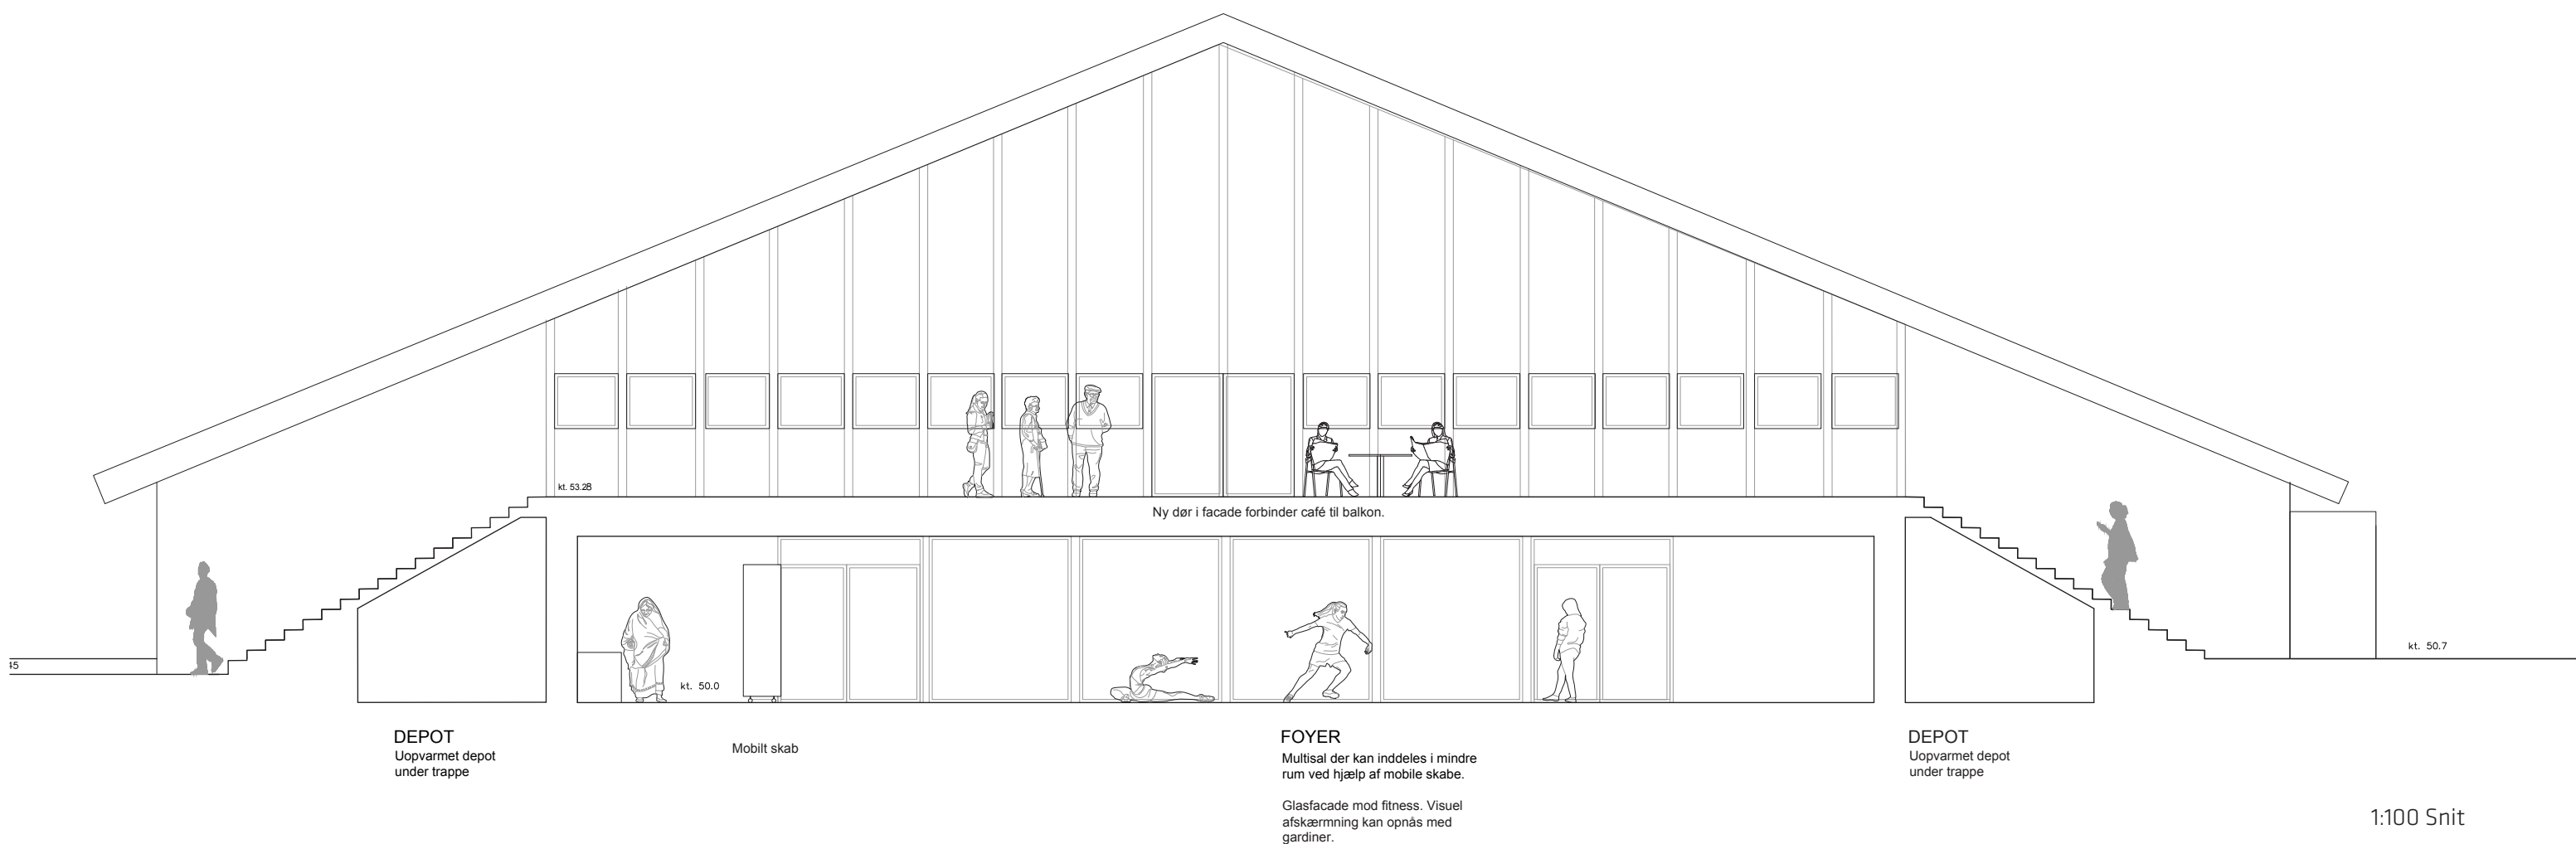 kt. 53.28
Ny dør i facade forbinder café til balkon.
45
kt. 50.7
kt. 50.0
DEPOT
Uopvarmet depot
under trappe
Mobilt skab
FOYER
Multisal der kan inddeles i mindre
rum ved hjælp af mobile skabe.
Glasfacade mod fitness. Visuel
afskærmning kan opnås med
gardiner.
DEPOT
Uopvarmet depot
under trappe
1:100 Snit